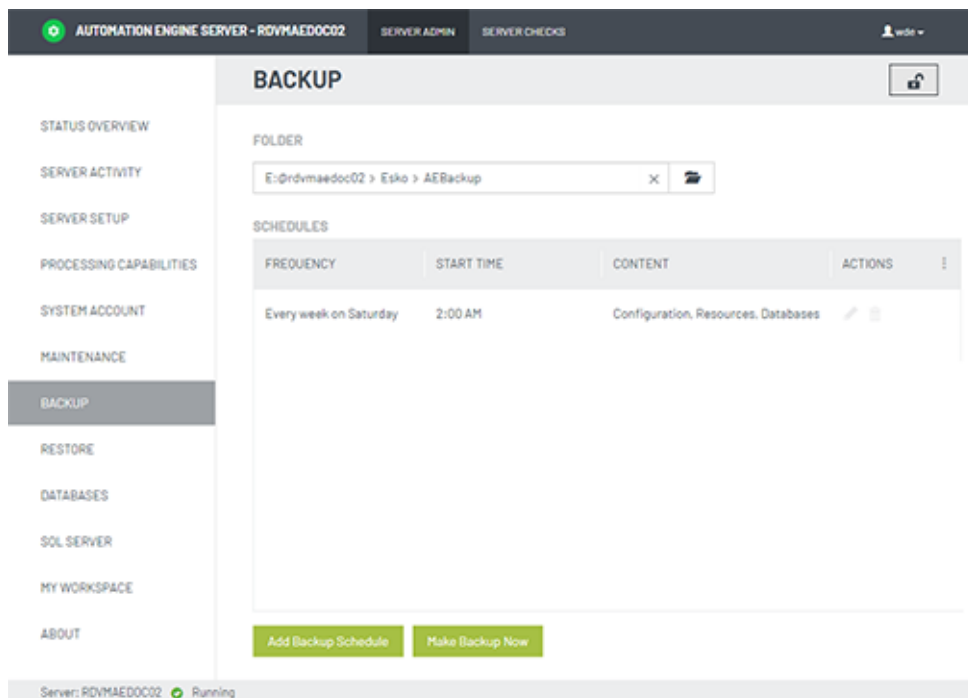 AUTOMATION ENGINE SERVER - RDVMAEDOC02 SERVER ADMIN SERVER CHECKS wde
BACKUP
STATUS OVERVIEW
SERVER ACTIVITY
SERVER SETUP
PROCESSING CAPABILITIES
SYSTEM ACCOUNT
MAINTENANCE
BACKUP
RESTORE
DATABASES
SQL SERVER
MY WORKSPACE
ABOUT
FOLDER
E:@rdvmaedoc02 > Esko > AEBackup
SCHEDULES
FREQUENCY START TIME CONTENT ACTIONS
Every week on Saturday 2:00 AM Configuration, Resources, Databases
Add Backup Schedule Make Backup Now
Server: RDVMAEDOC02 Running